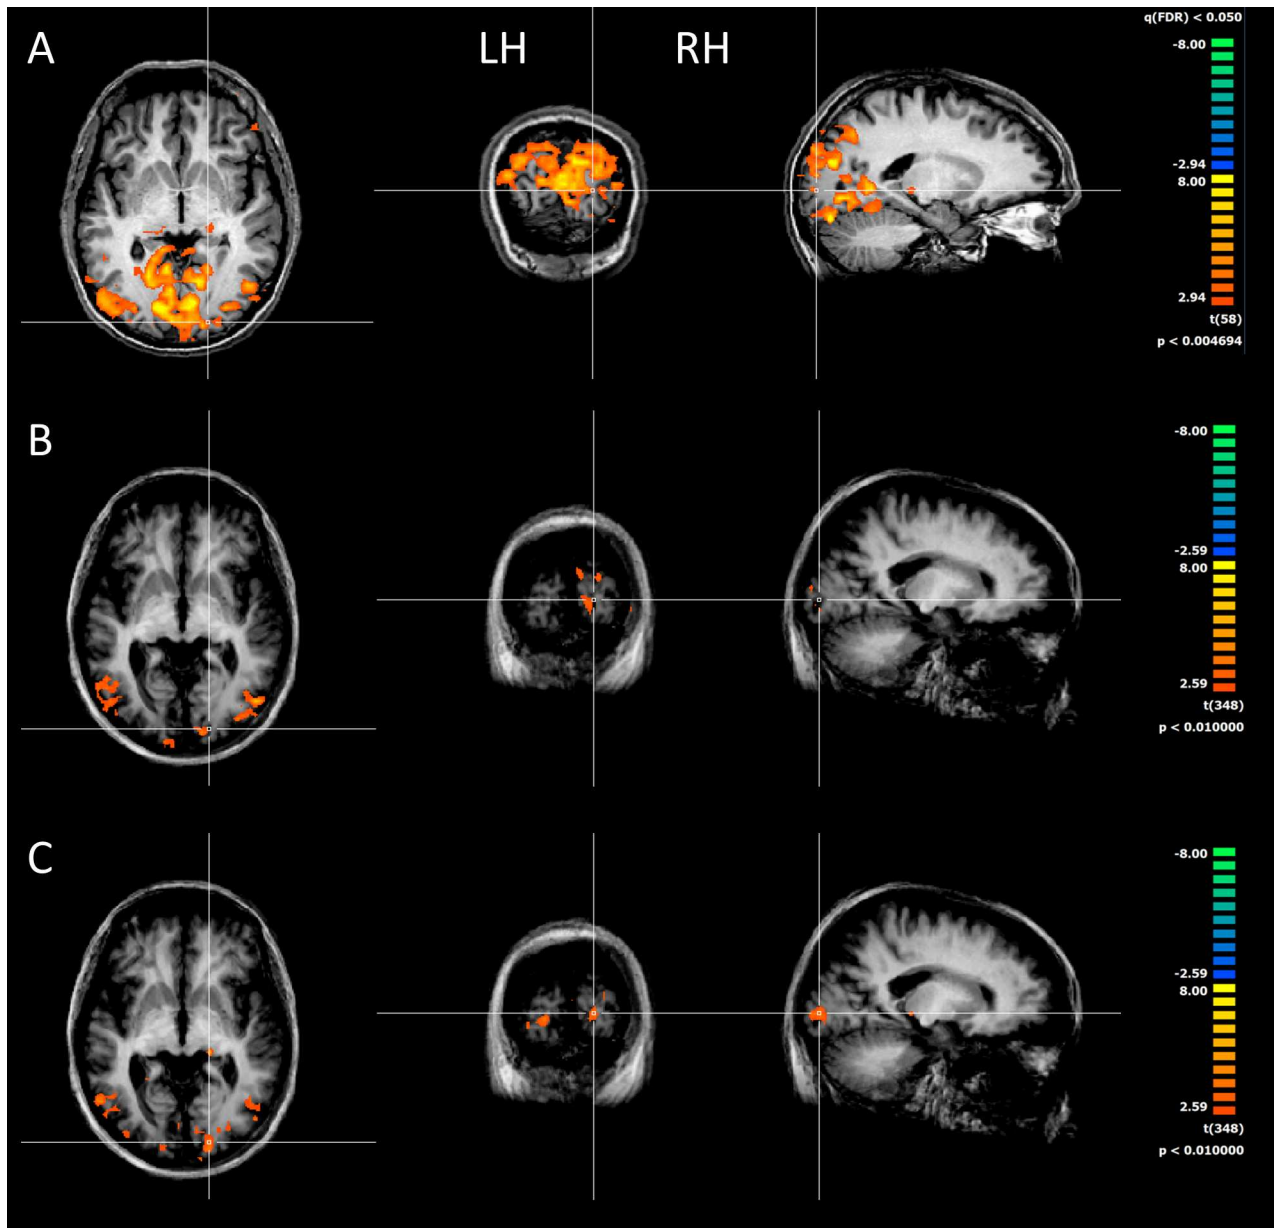 A
LH
RH
q(FDR) < 0.050
-8.00
-2.94
8.00
2.94
t(58)
p < 0.004694
B
-8.00
-2.59
8.00
2.59
t(348)
p < 0.010000
C
-8.00
-2.59
8.00
2.59
t(348)
p < 0.010000